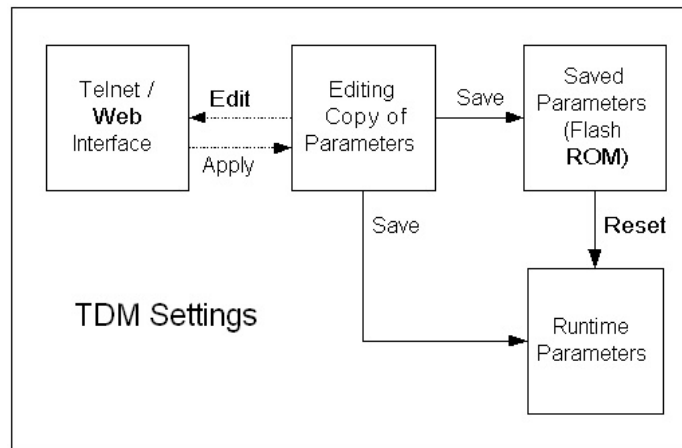 Telnet /
Web
Interface
Edit
Apply
Editing
Copy of
Parameters
Save
Saved
Parameters
(Flash
ROM)
Save
Reset
TDM Settings
Runtime
Parameters